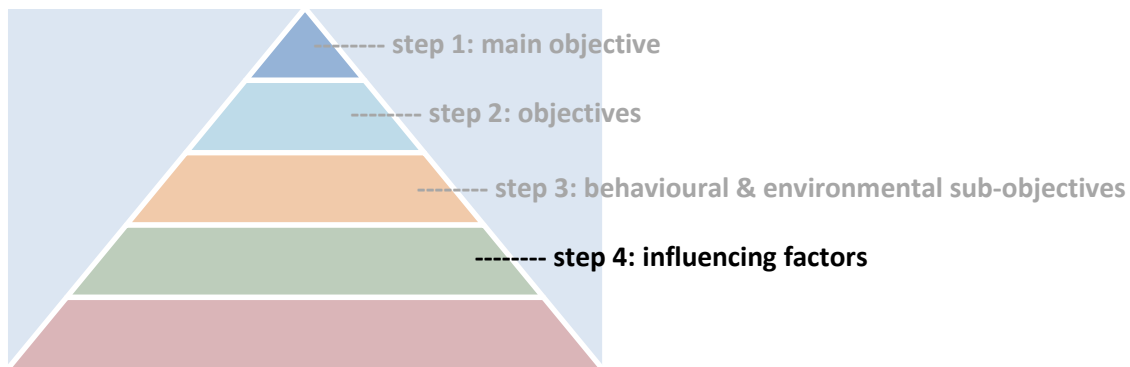 -------- step 1: main objective
-------- step 2: objectives
-------- step 3: behavioural & environmental sub-objectives
-------- step 4: influencing factors